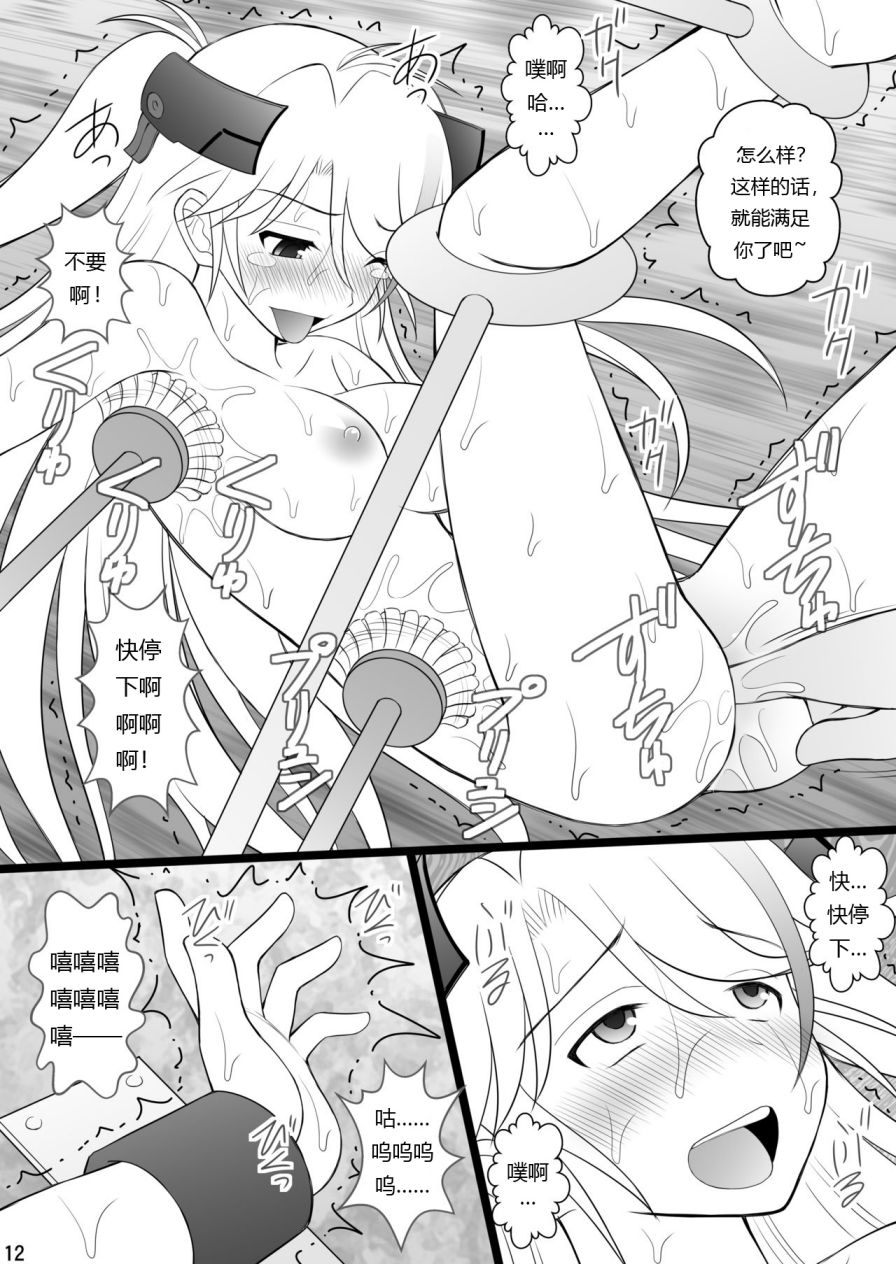 怎么样？
这样的话，
就能满足
你了吧~
噗啊
哈…
…
不要
啊！
快停
下啊
啊啊
啊！
あっ
あっ
ガク
ガク
ガク
くりゅ
くりゅ
くりゅ
プリュン
プリュン
ずちゅ
ずちゅ
快…
快停
下…
噗啊
…
嘻嘻嘻
嘻嘻嘻
嘻——
咕……
呜呜呜
呜……
12